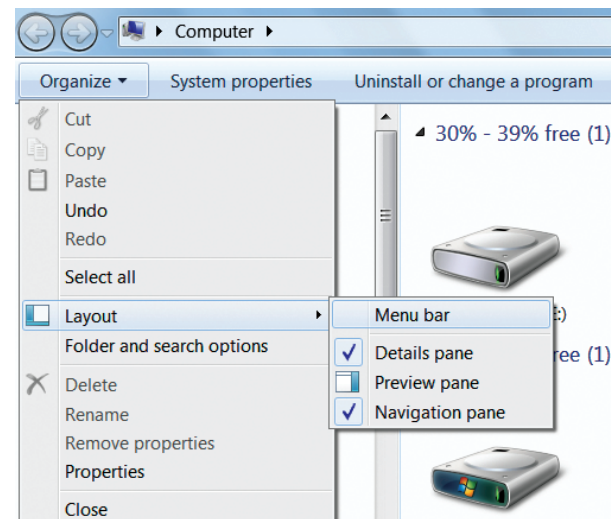 Computer
Organize
System properties
Uninstall or change a program
Cut
Copy
Paste
Undo
Redo
Select all
Layout
Folder and search options
Delete
Rename
Remove properties
Properties
Close
Menu bar
Details pane
Preview pane
Navigation pane
30% - 39% free (1)
:)
ree (1)